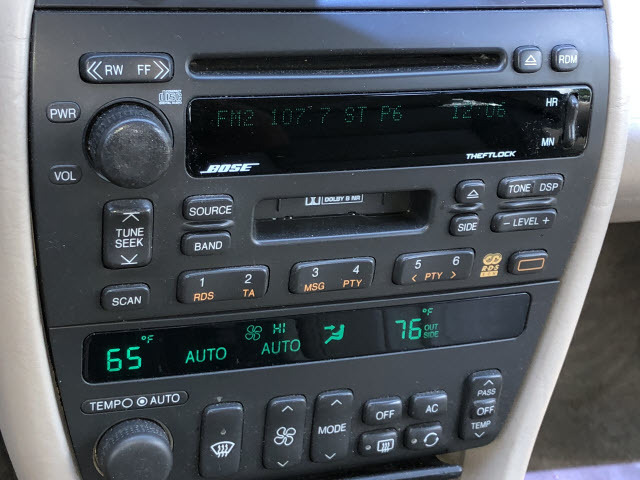 RW FF
RDM
disc
PWR
FM2 107.7 ST P6 12:06
HR
MN
BOSE
THEFTLOCK
VOL
SOURCE
DOLBY B NR
TONE DSP
TUNE
SEEK
BAND
SIDE
- LEVEL +
SCAN
1 2
RDS TA
3 4
MSG PTY
5 6
< PTY >
R·D·S
65 °F
AUTO
HI
AUTO
76 °F
OUT
SIDE
TEMP AUTO
MODE
OFF
AC
PASS
OFF
TEMP